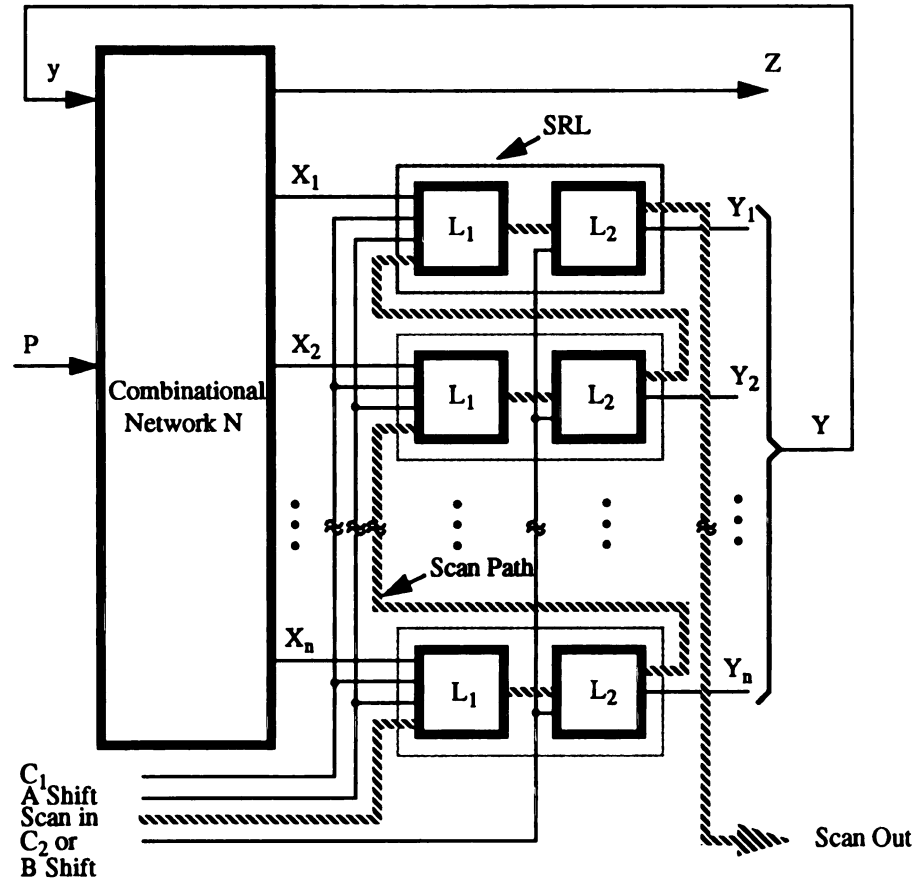 y
Z
SRL
X1
L1
L2
Y1
P
X2
L1
L2
Y2
Combinational
Network N
Y
Scan Path
Xn
L1
L2
Yn
C1
A Shift
Scan in
C2 or
B Shift
Scan Out